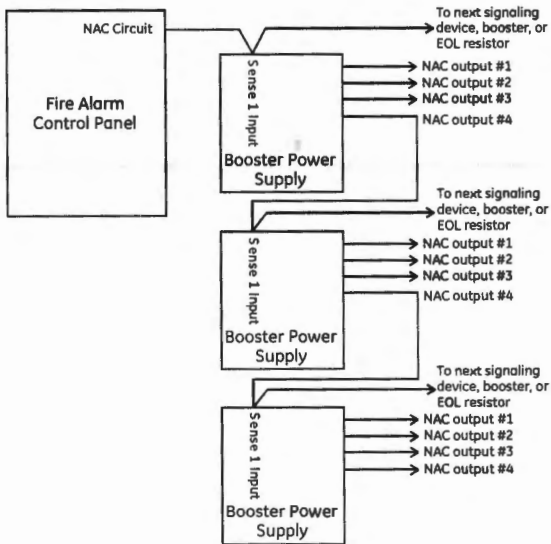 NAC Circuit
To next signaling
device, booster, or
EOL resistor
Fire Alarm
Control Panel
Sense 1 Input
NAC output #1
NAC output #2
NAC output #3
NAC output #4
Booster Power
Supply
To next signaling
device, booster, or
EOL resistor
Sense 1 Input
NAC output #1
NAC output #2
NAC output #3
NAC output #4
Booster Power
Supply
To next signaling
device, booster, or
EOL resistor
Sense 1 Input
NAC output #1
NAC output #2
NAC output #3
NAC output #4
Booster Power
Supply